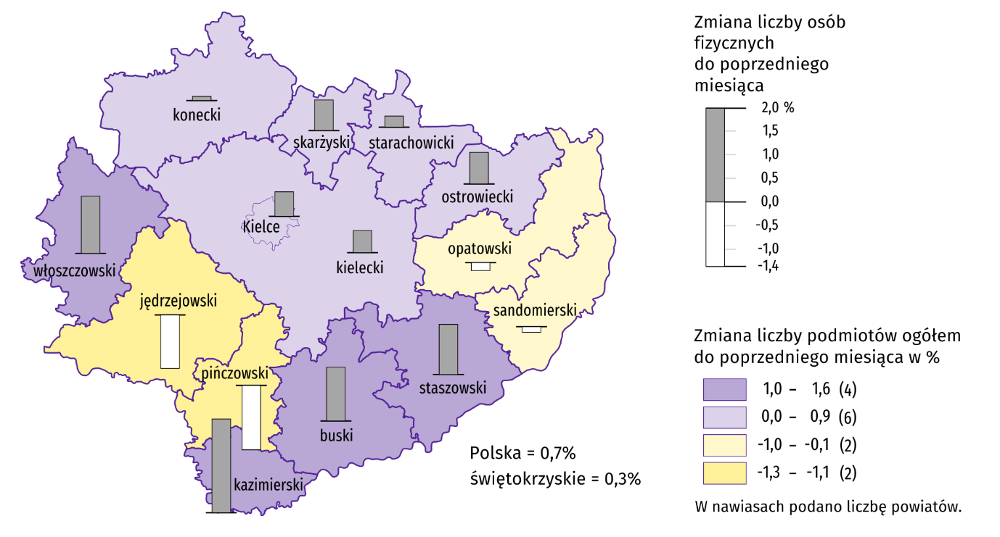 konecki
skarżyski
starachowicki
ostrowiecki
Kielce
kielecki
opatowski
włoszczowski
jędrzejowski
sandomierski
pińczowski
staszowski
buski
kazimierski
Polska = 0,7%
świętokrzyskie = 0,3%
Zmiana liczby osób
fizycznych
do poprzedniego
miesiąca
2,0 %
1,5
1,0
0,5
0,0
-0,5
-1,0
-1,4
Zmiana liczby podmiotów ogółem
do poprzedniego miesiąca w %
1,0 – 1,6 (4)
0,0 – 0,9 (6)
-1,0 – -0,1 (2)
-1,3 – -1,1 (2)
W nawiasach podano liczbę powiatów.